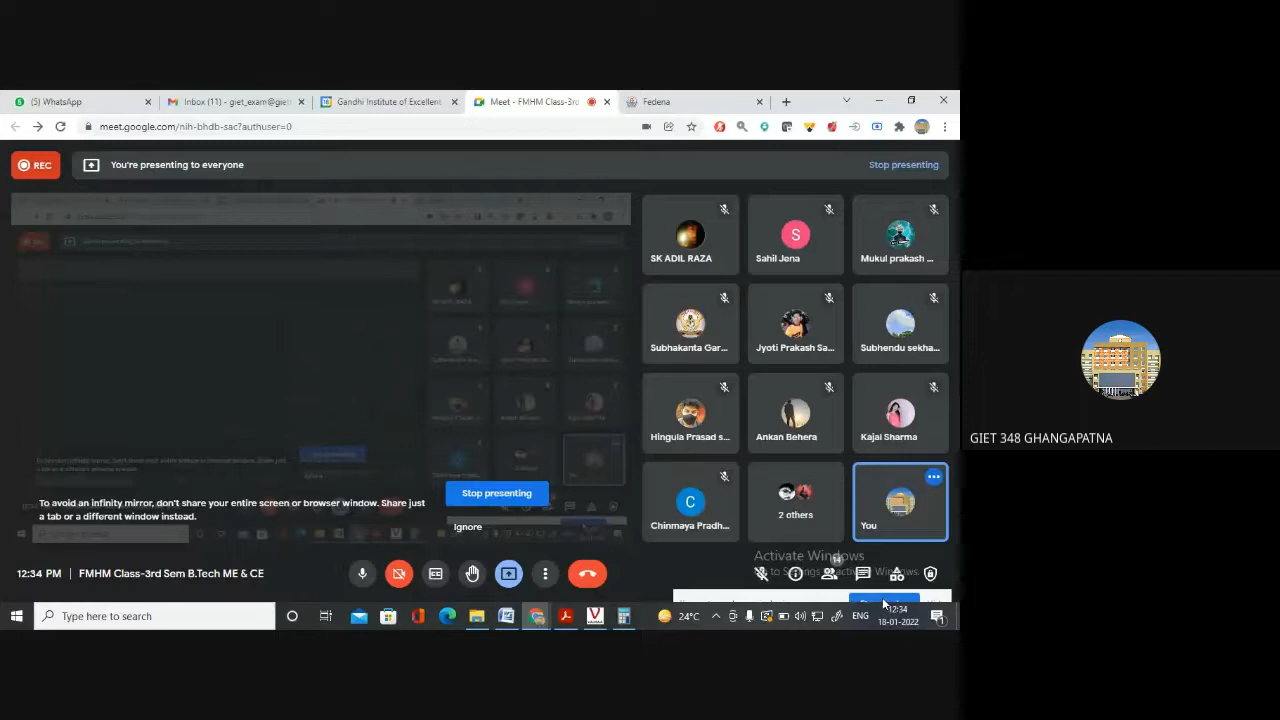 (5) WhatsApp
Inbox (11) - giet_exam@giet
Gandhi Institute of Excellent
Meet - FMHM Class-3rd
Fedena
meet.google.com/nih-bhdb-sac?authuser=0
REC
You're presenting to everyone
Stop presenting
SK ADIL RAZA
Sahil Jena
Mukul prakash ...
Subhakanta Gar...
Jyoti Prakash Sa...
Subhendu sekha...
Hingula Prasad s...
Ankan Behera
Kajal Sharma
GIET 348 GHANGAPATNA
To avoid an infinity mirror, don't share your entire screen or browser window. Share just
a tab or a different window instead.
Stop presenting
Ignore
Chinmaya Pradh...
2 others
You
S
C
Activate Windows
14
12:34 PM | FMHM Class-3rd Sem B.Tech ME & CE
Type here to search
24°C
ENG
12:34
18-01-2022
1